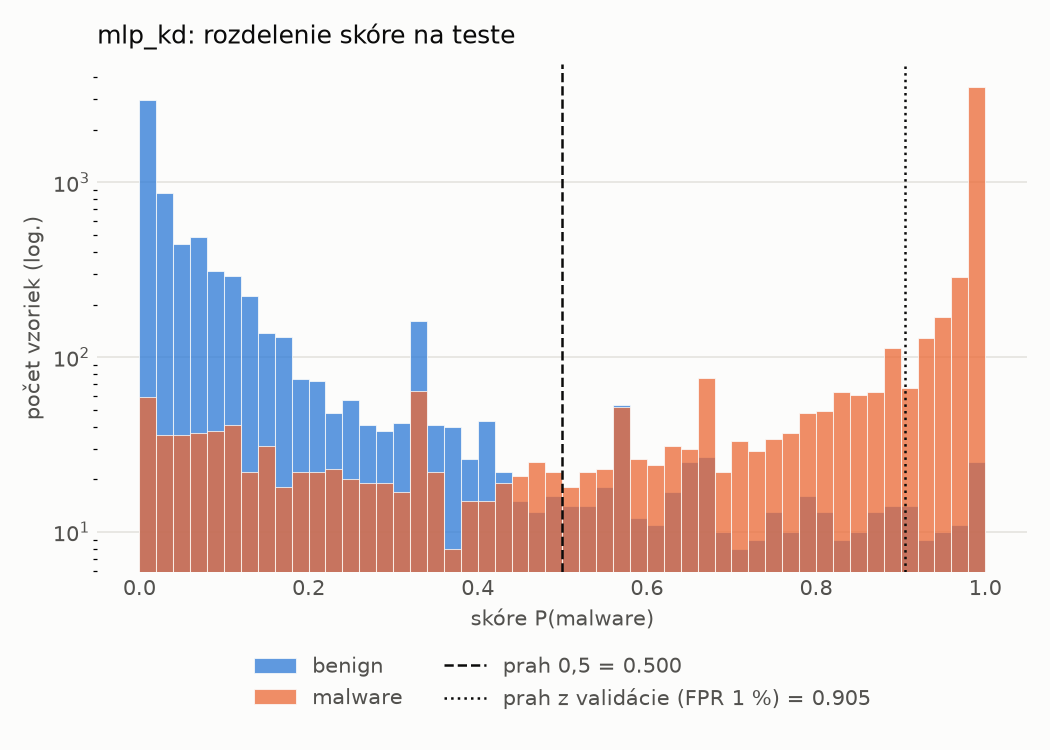 mlp_kd: rozdelenie skóre na teste
počet vzoriek (log.)
10³
10²
10¹
0.0 0.2 0.4 0.6 0.8 1.0
skóre P(malware)
benign
malware
prah 0,5 = 0.500
prah z validácie (FPR 1 %) = 0.905